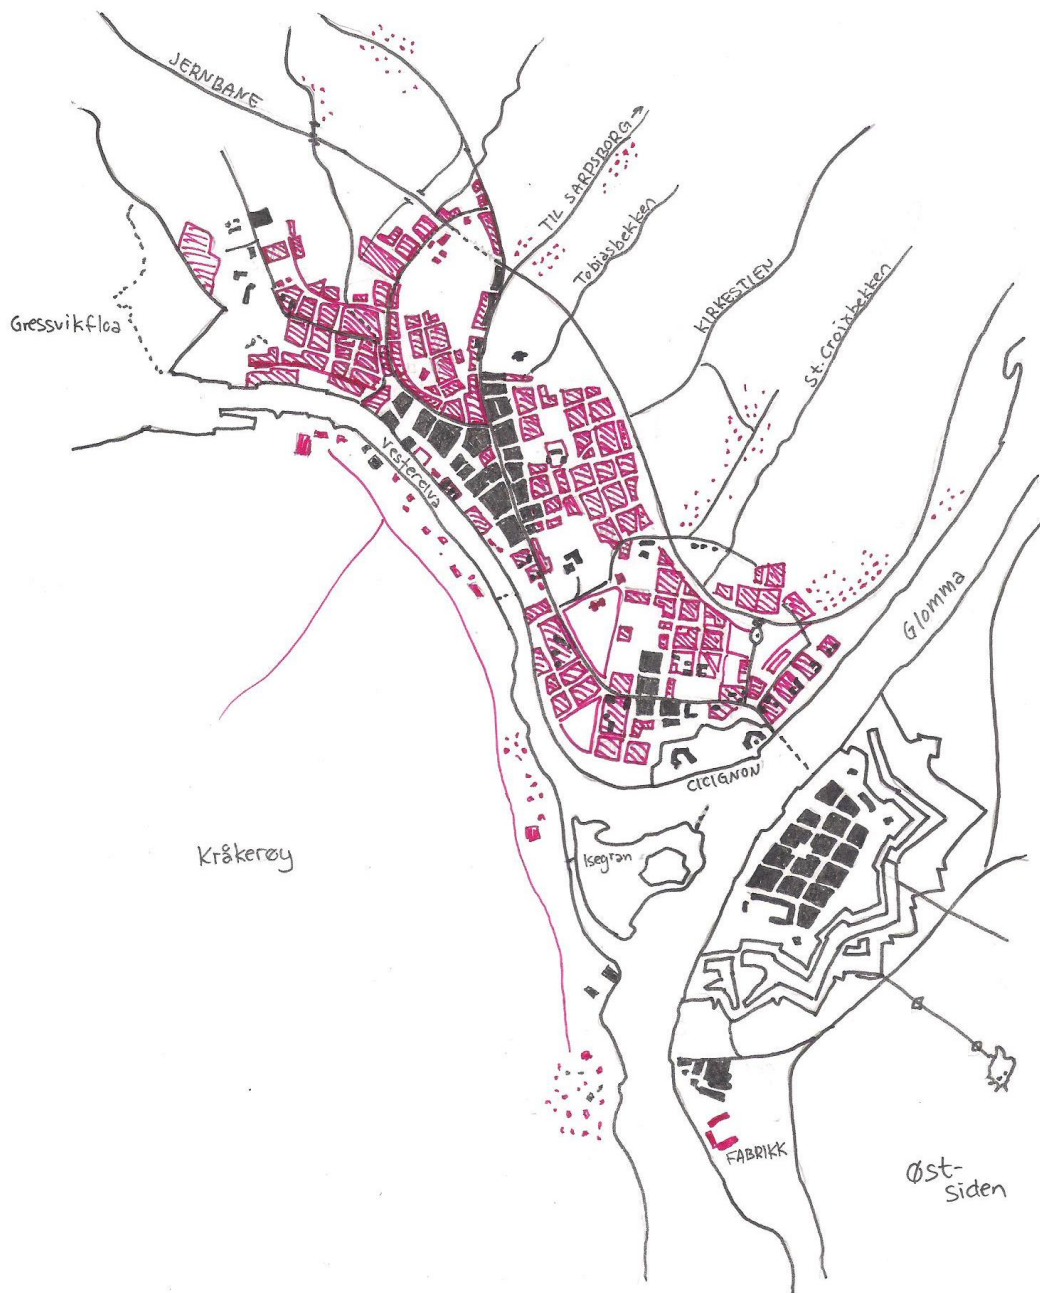 JERNBANE
TIL SARPSBORG →
Tobiasbekken
KIRKESTIEN
St. Croixbekken
Gressvikfloa
Vesterelva
Glomma
CICIGNON
Isegran
Kråkerøy
FABRIKK
Øst-
siden